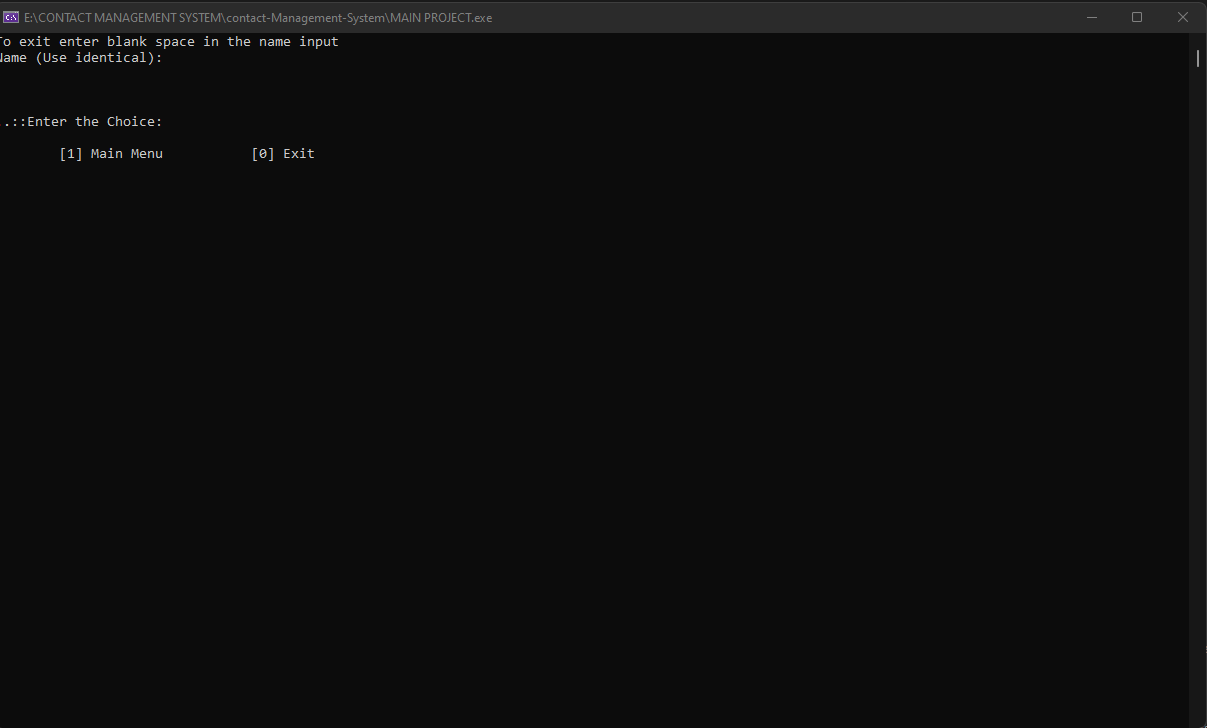 E:\CONTACT MANAGEMENT SYSTEM\contact-Management-System\MAIN PROJECT.exe
To exit enter blank space in the name input
Name (Use identical):
..::Enter the Choice:
[1] Main Menu [0] Exit